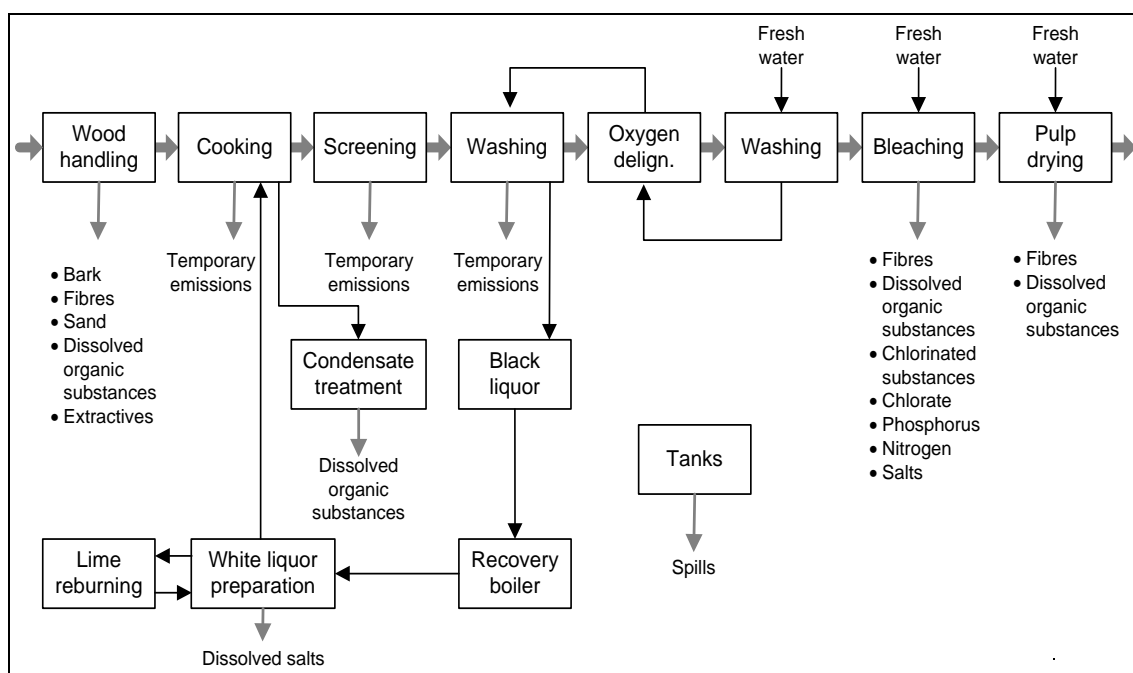 Fresh
water
Fresh
water
Fresh
water
Wood
handling
Cooking
Screening
Washing
Oxygen
delign.
Washing
Bleaching
Pulp
drying
• Bark
• Fibres
• Sand
• Dissolved
organic
substances
• Extractives
Temporary
emissions
Temporary
emissions
Temporary
emissions
• Fibres
• Dissolved
organic
substances
• Chlorinated
substances
• Chlorate
• Phosphorus
• Nitrogen
• Salts
• Fibres
• Dissolved
organic
substances
Condensate
treatment
Black
liquor
Dissolved
organic
substances
Tanks
Spills
Lime
reburning
White liquor
preparation
Recovery
boiler
Dissolved salts